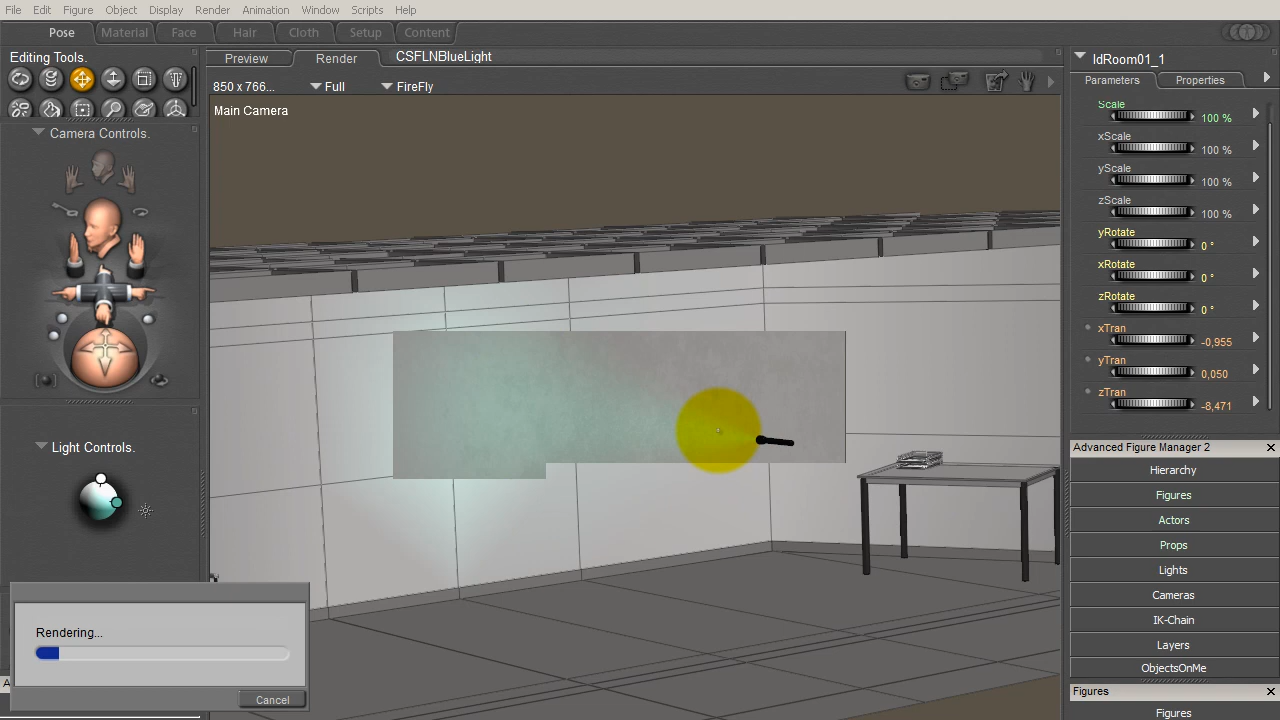 File Edit Figure Object Display Render Animation Window Scripts Help
Pose Material Face Hair Cloth Setup Content
Editing Tools.
Preview Render CSFLNBlueLight
850 x 766... Full FireFly
Main Camera
Camera Controls.
Light Controls.
Rendering...
Cancel
A
IdRoom01_1
Parameters Properties
Scale
100 %
xScale
100 %
yScale
100 %
zScale
100 %
yRotate
0 °
xRotate
0 °
zRotate
0 °
xTran
-0,955
yTran
0,050
zTran
-8,471
Advanced Figure Manager 2
Hierarchy
Figures
Actors
Props
Lights
Cameras
IK-Chain
Layers
ObjectsOnMe
Figures
Figures